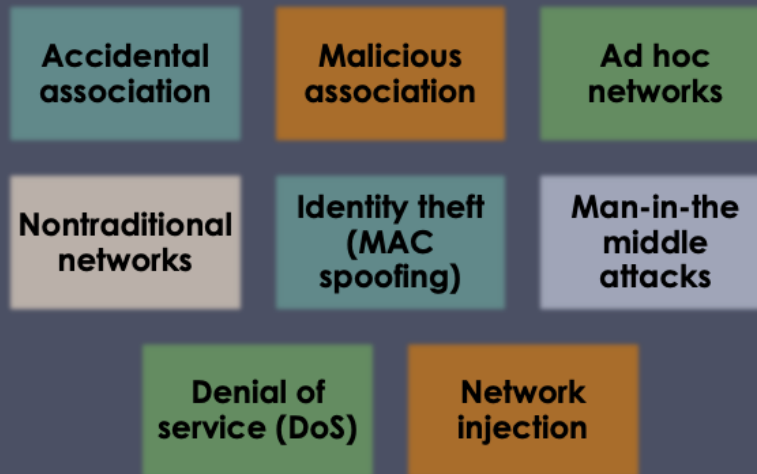 Accidental
association
Malicious
association
Ad hoc
networks
Nontraditional
networks
Identity theft
(MAC
spoofing)
Man-in-the
middle
attacks
Denial of
service (DoS)
Network
injection